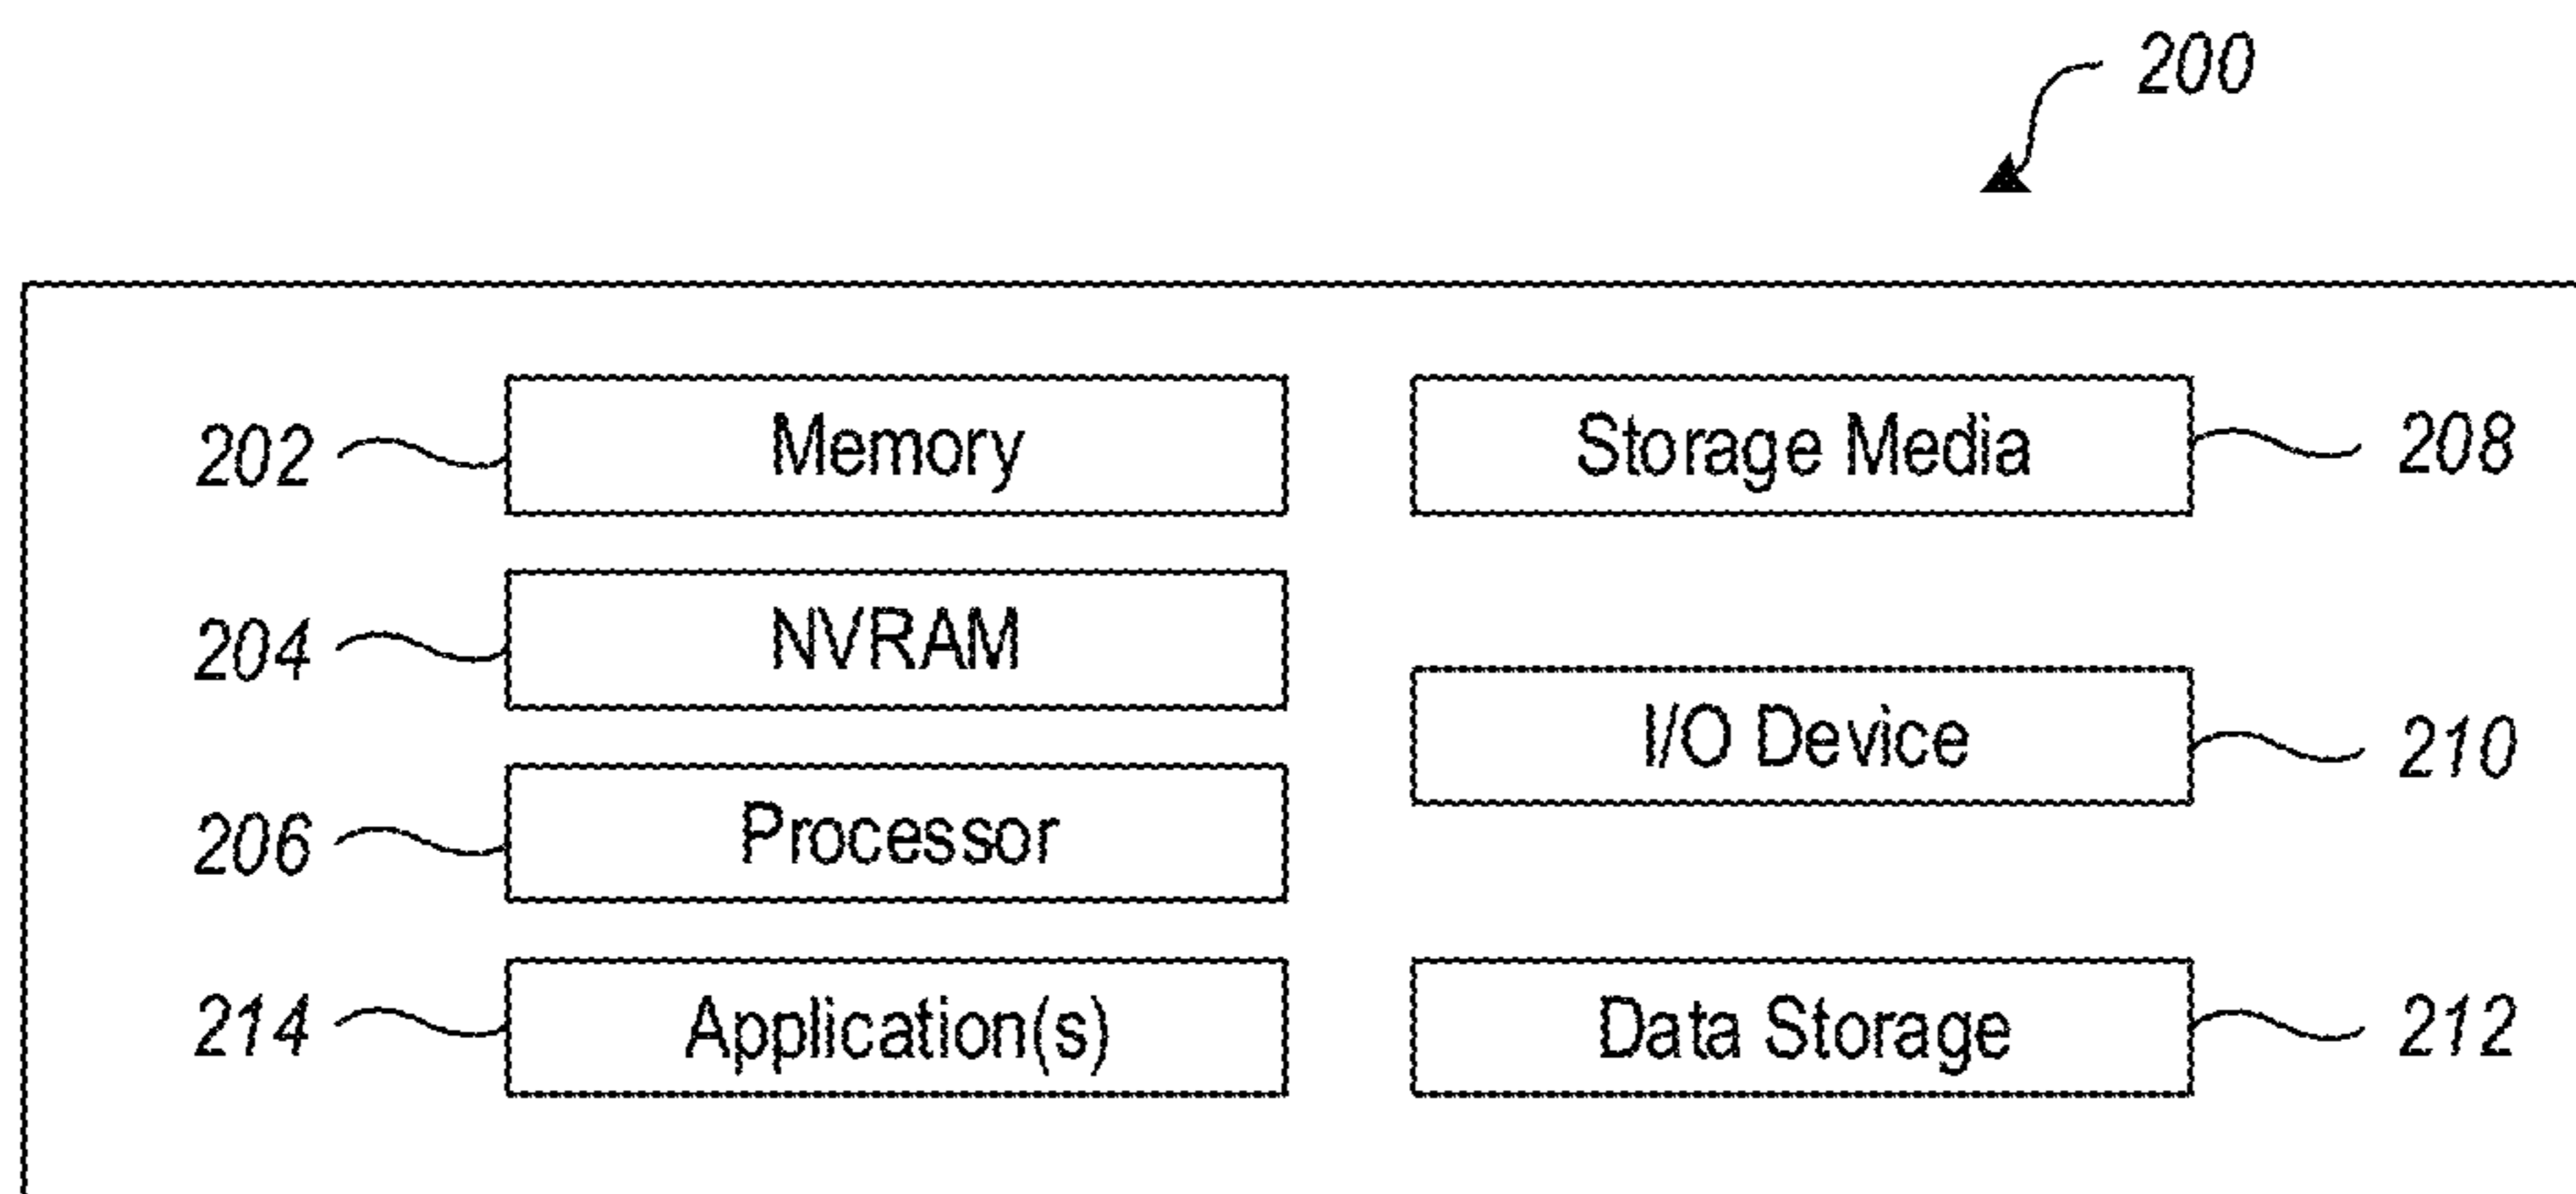 200
202 Memory Storage Media 208
204 NVRAM
I/O Device 210
206 Processor
214 Application(s) Data Storage 212